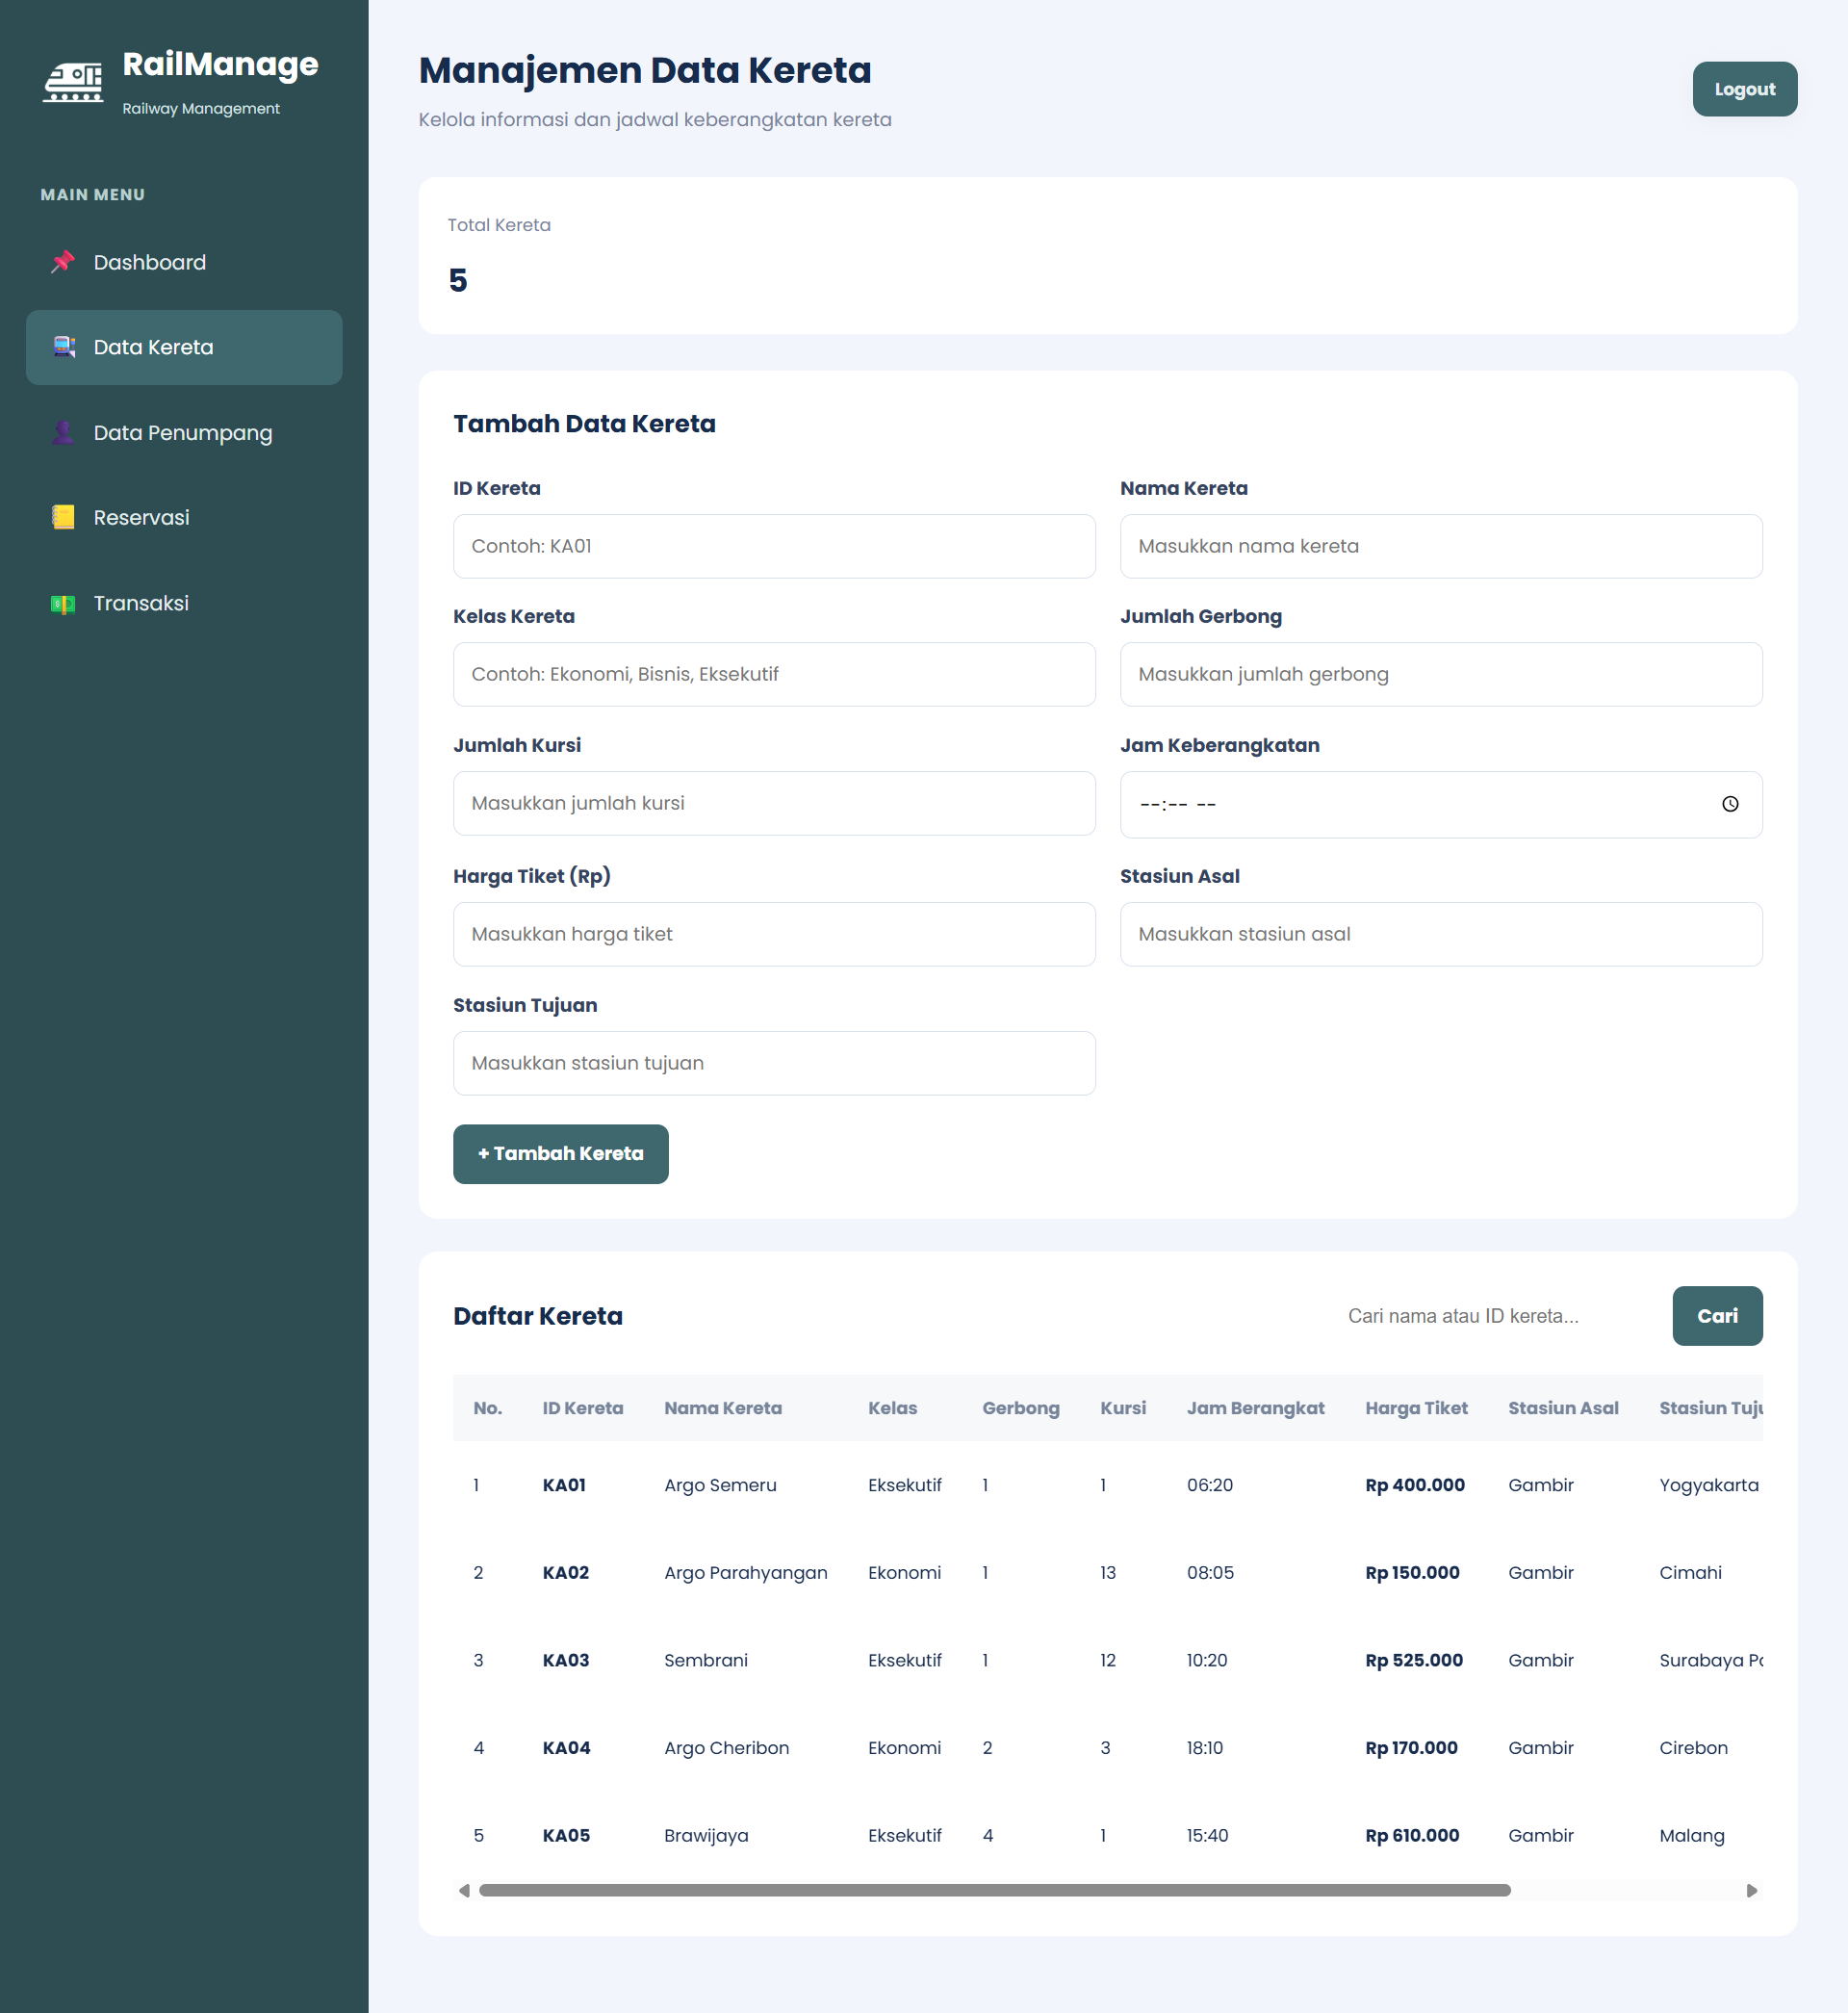 RailManage
Railway Management
MAIN MENU
Dashboard
Data Kereta
Data Penumpang
Reservasi
Transaksi
Manajemen Data Kereta
Kelola informasi dan jadwal keberangkatan kereta
Logout
Total Kereta
5
Tambah Data Kereta
ID Kereta
Contoh: KA01
Nama Kereta
Masukkan nama kereta
Kelas Kereta
Contoh: Ekonomi, Bisnis, Eksekutif
Jumlah Gerbong
Masukkan jumlah gerbong
Jumlah Kursi
Masukkan jumlah kursi
Jam Keberangkatan
--:-- --
Harga Tiket (Rp)
Masukkan harga tiket
Stasiun Asal
Masukkan stasiun asal
Stasiun Tujuan
Masukkan stasiun tujuan
+ Tambah Kereta
Daftar Kereta
Cari nama atau ID kereta...
Cari
No. ID Kereta Nama Kereta Kelas Gerbong Kursi Jam Berangkat Harga Tiket Stasiun Asal Stasiun
1 KA01 Argo Semeru Eksekutif 1 1 06:20 Rp 400.000 Gambir Yogyakarta
2 KA02 Argo Parahyangan Ekonomi 1 13 08:05 Rp 150.000 Gambir Cimahi
3 KA03 Sembrani Eksekutif 1 12 10:20 Rp 525.000 Gambir Surabaya
4 KA04 Argo Cheribon Ekonomi 2 3 18:10 Rp 170.000 Gambir Cirebon
5 KA05 Brawijaya Eksekutif 4 1 15:40 Rp 610.000 Gambir Malang